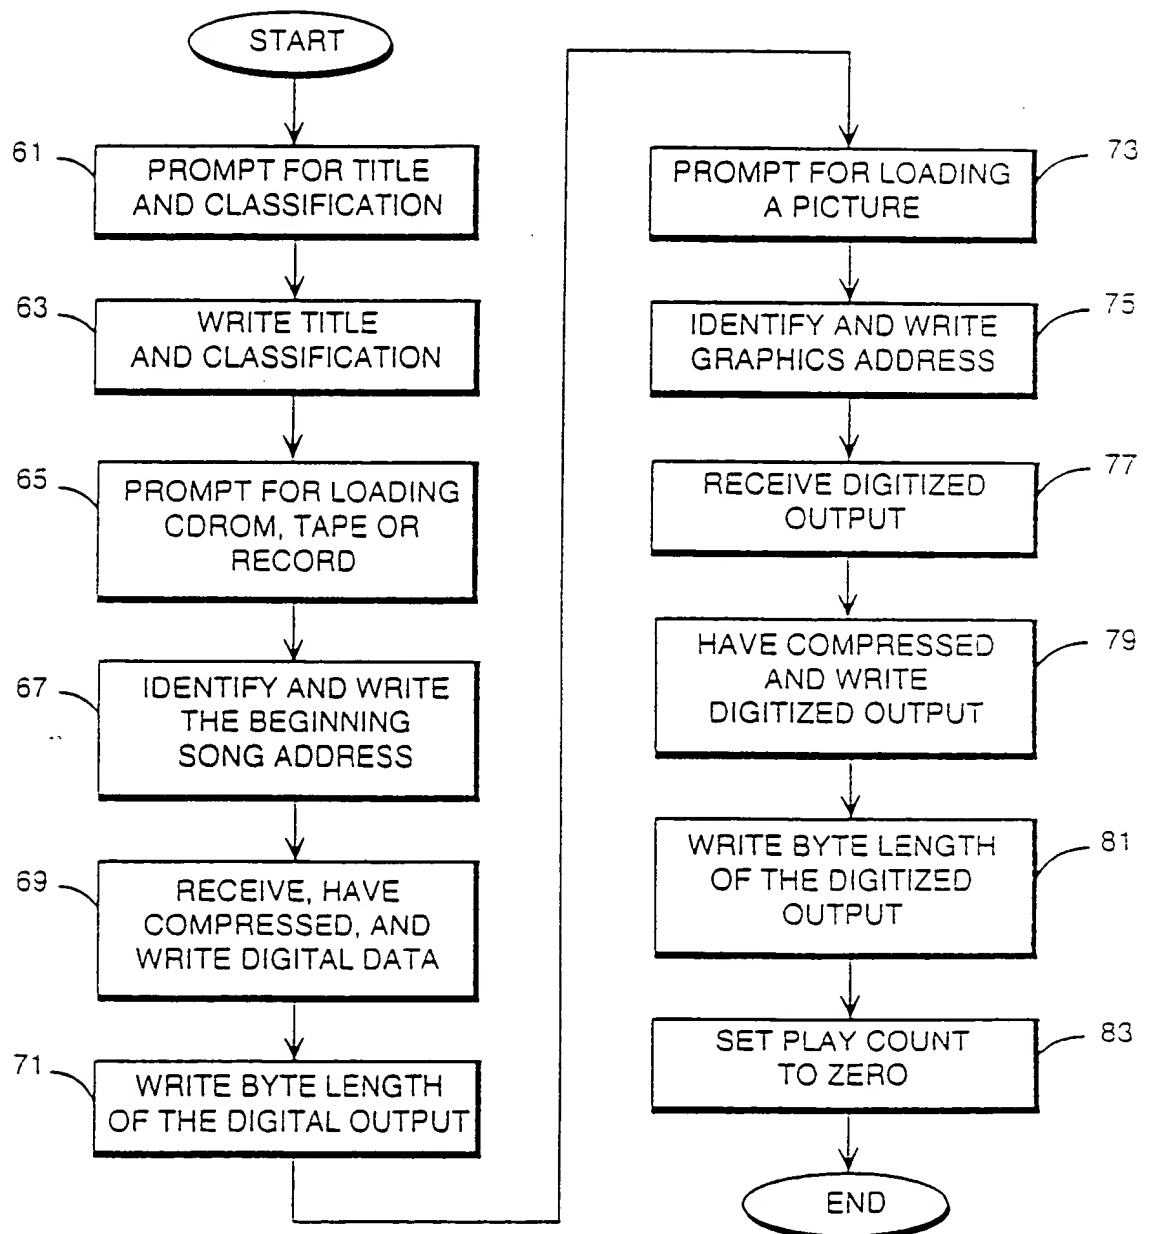 START
61
PROMPT FOR TITLE
AND CLASSIFICATION
63
WRITE TITLE
AND CLASSIFICATION
65
PROMPT FOR LOADING
CDROM, TAPE OR
RECORD
67
IDENTIFY AND WRITE
THE BEGINNING
SONG ADDRESS
69
RECEIVE, HAVE
COMPRESSED, AND
WRITE DIGITAL DATA
71
WRITE BYTE LENGTH
OF THE DIGITAL OUTPUT
73
PROMPT FOR LOADING
A PICTURE
75
IDENTIFY AND WRITE
GRAPHICS ADDRESS
77
RECEIVE DIGITIZED
OUTPUT
79
HAVE COMPRESSED
AND WRITE
DIGITIZED OUTPUT
81
WRITE BYTE LENGTH
OF THE DIGITIZED
OUTPUT
83
SET PLAY COUNT
TO ZERO
END